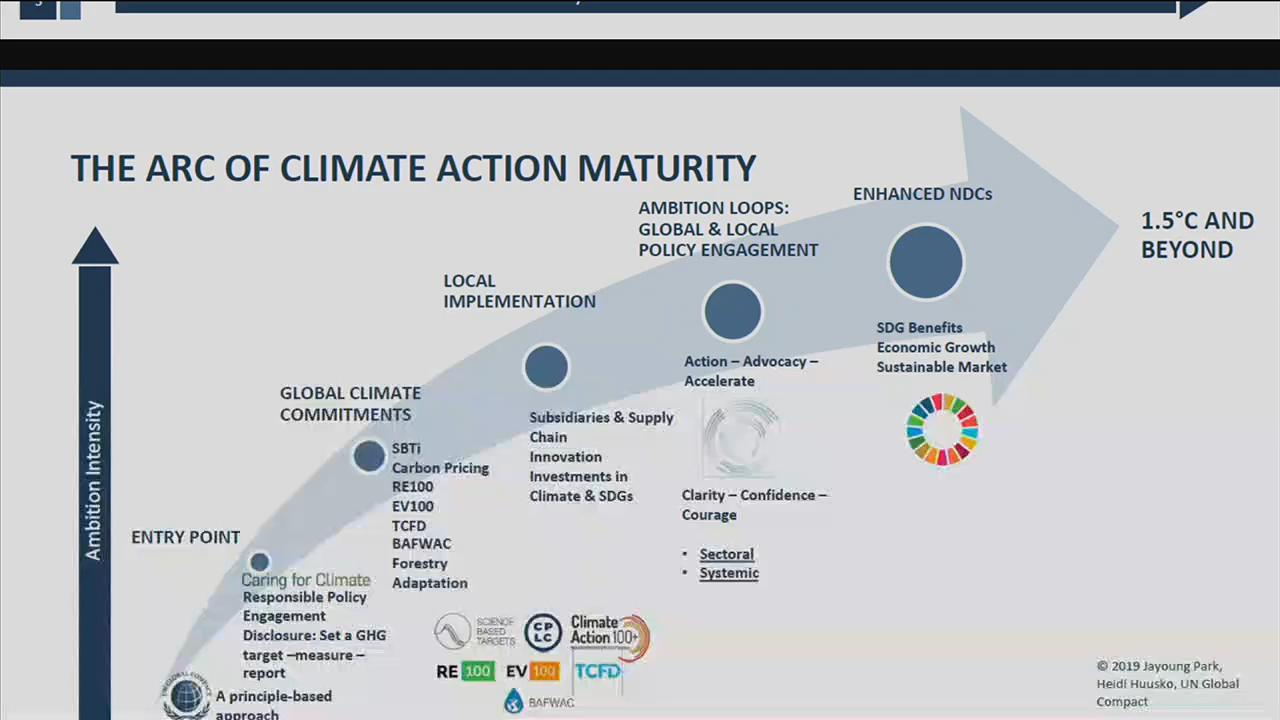 THE ARC OF CLIMATE ACTION MATURITY
ENHANCED NDCs
AMBITION LOOPS:
GLOBAL & LOCAL
POLICY ENGAGEMENT
1.5°C AND
BEYOND
LOCAL
IMPLEMENTATION
SDG Benefits
Economic Growth
Sustainable Market
Action – Advocacy –
Accelerate
GLOBAL CLIMATE
COMMITMENTS
Subsidiaries & Supply
Chain
Innovation
Investments in
Climate & SDGs
SBTi
Carbon Pricing
RE100
EV100
TCFD
BAFWAC
Forestry
Adaptation
Clarity – Confidence –
Courage
• Sectoral
• Systemic
Ambition Intensity
ENTRY POINT
Caring for Climate
Responsible Policy
Engagement
Disclosure: Set a GHG
target –measure –
report
A principle-based
approach
SCIENCE
BASED
TARGETS
CP
LC
Climate
Action 100+
RE 100
EV 100
TCFD
BAFWAC
© 2019 Jayoung Park,
Heidi Huusko, UN Global
Compact